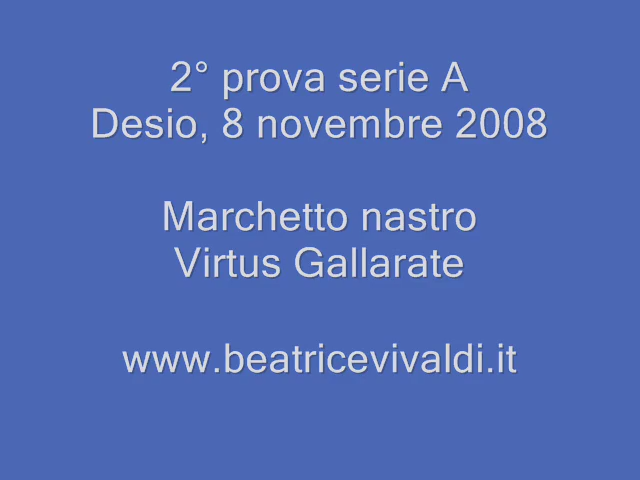 2° prova serie A
Desio, 8 novembre 2008
Marchetto nastro
Virtus Gallarate
www.beatricevivaldi.it